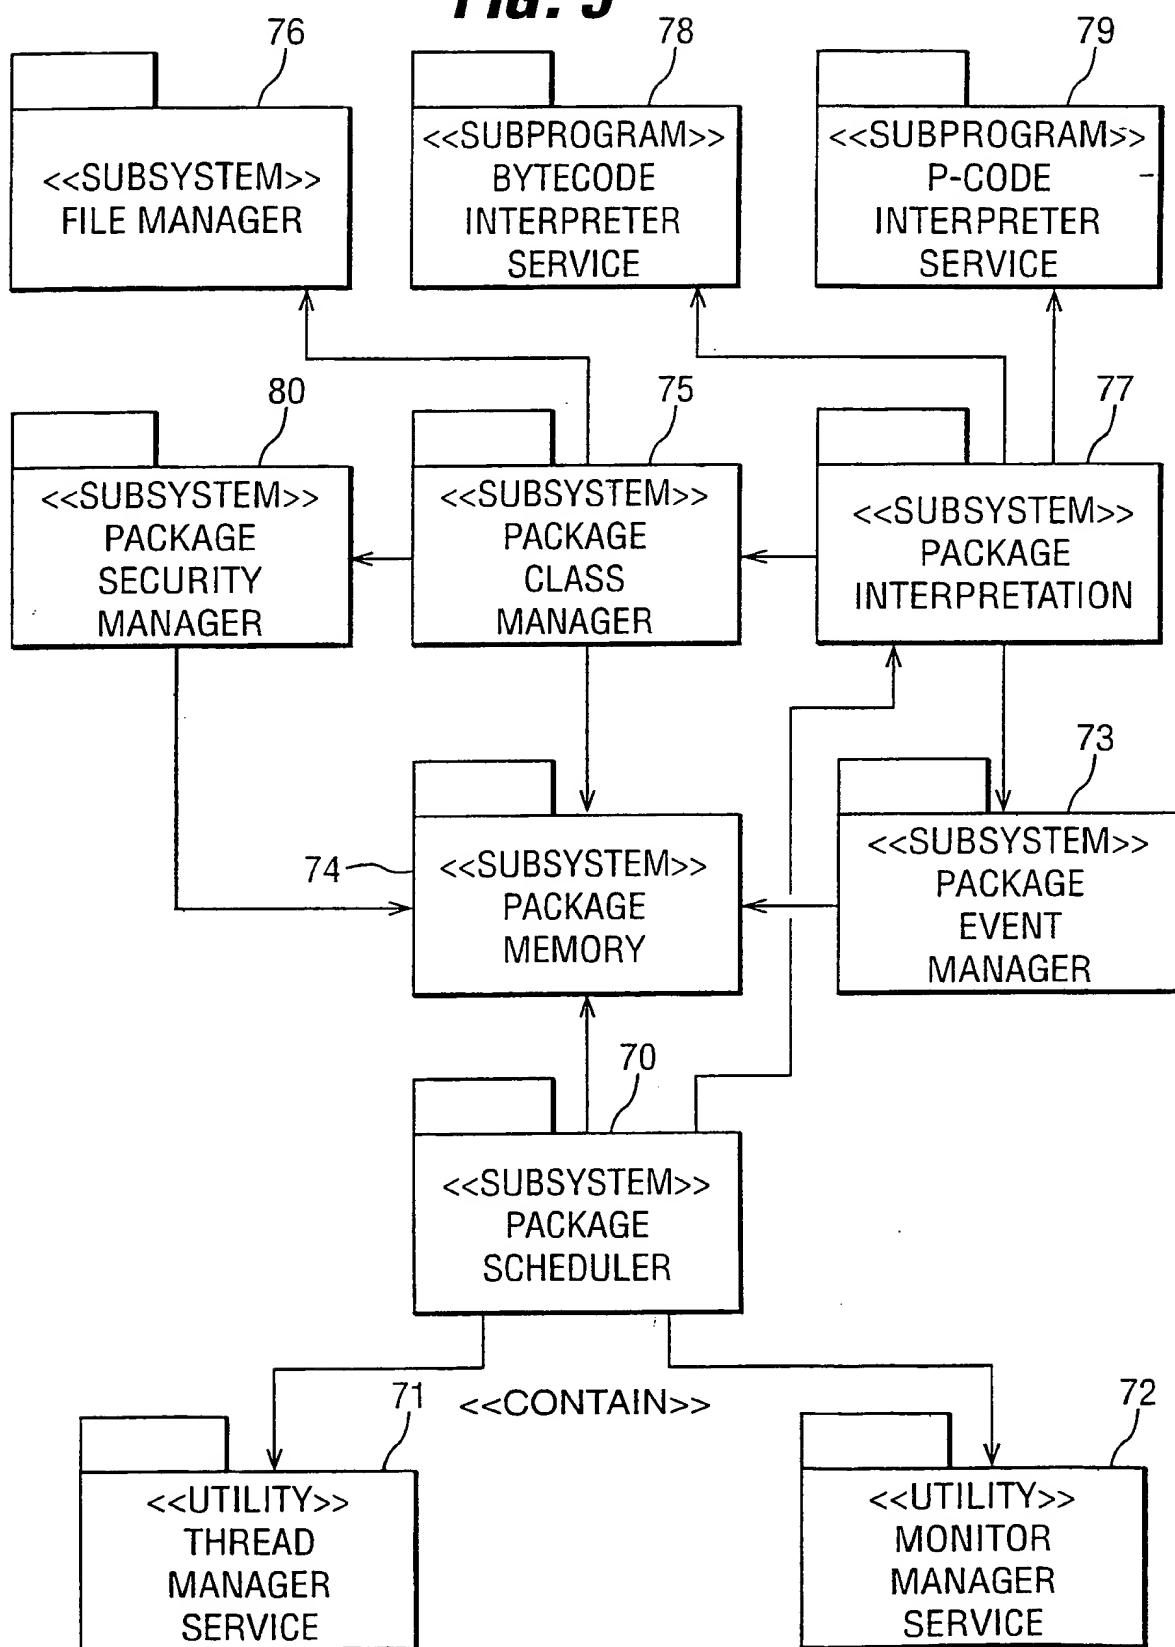 76
78
79
<<SUBSYSTEM>>
FILE MANAGER
<<SUBPROGRAM>>
BYTECODE
INTERPRETER
SERVICE
<<SUBPROGRAM>>
P-CODE
INTERPRETER
SERVICE
80
75
77
<<SUBSYSTEM>>
PACKAGE
SECURITY
MANAGER
<<SUBSYSTEM>>
PACKAGE
CLASS
MANAGER
<<SUBSYSTEM>>
PACKAGE
INTERPRETATION
73
74
<<SUBSYSTEM>>
PACKAGE
MEMORY
<<SUBSYSTEM>>
PACKAGE
EVENT
MANAGER
70
<<SUBSYSTEM>>
PACKAGE
SCHEDULER
<<CONTAIN>>
71
72
<<UTILITY>>
THREAD
MANAGER
SERVICE
<<UTILITY>>
MONITOR
MANAGER
SERVICE